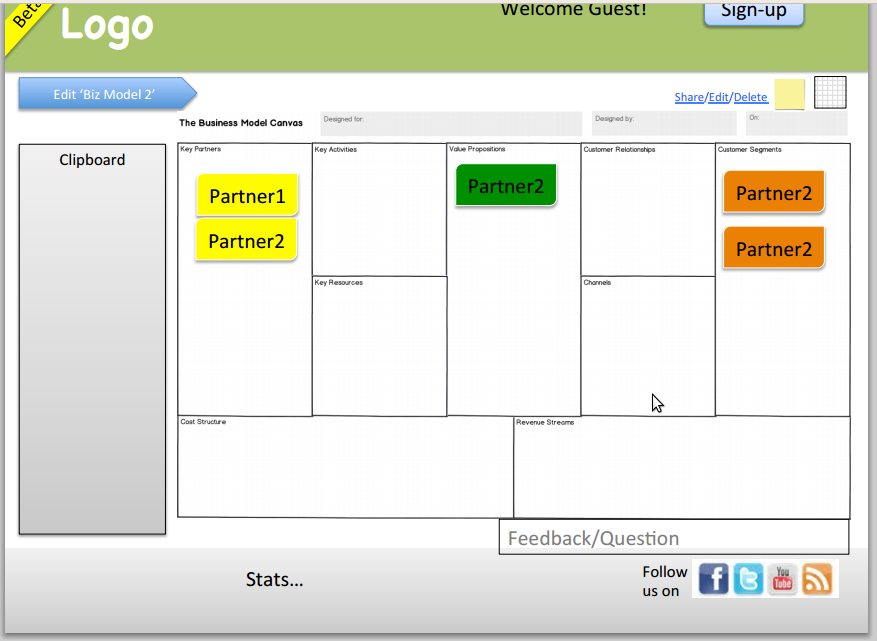 Beta
Logo
Welcome Guest!
Sign-up
Edit ‘Biz Model 2’
Share/Edit/Delete
The Business Model Canvas
Designed for:
Designed by:
On:
Clipboard
Key Partners
Key Activities
Value Propositions
Customer Relationships
Customer Segments
Partner1
Partner2
Partner2
Partner2
Partner2
Key Resources
Channels
Cost Structure
Revenue Streams
Feedback/Question
Stats...
Follow
us on
f
t
You
Tube